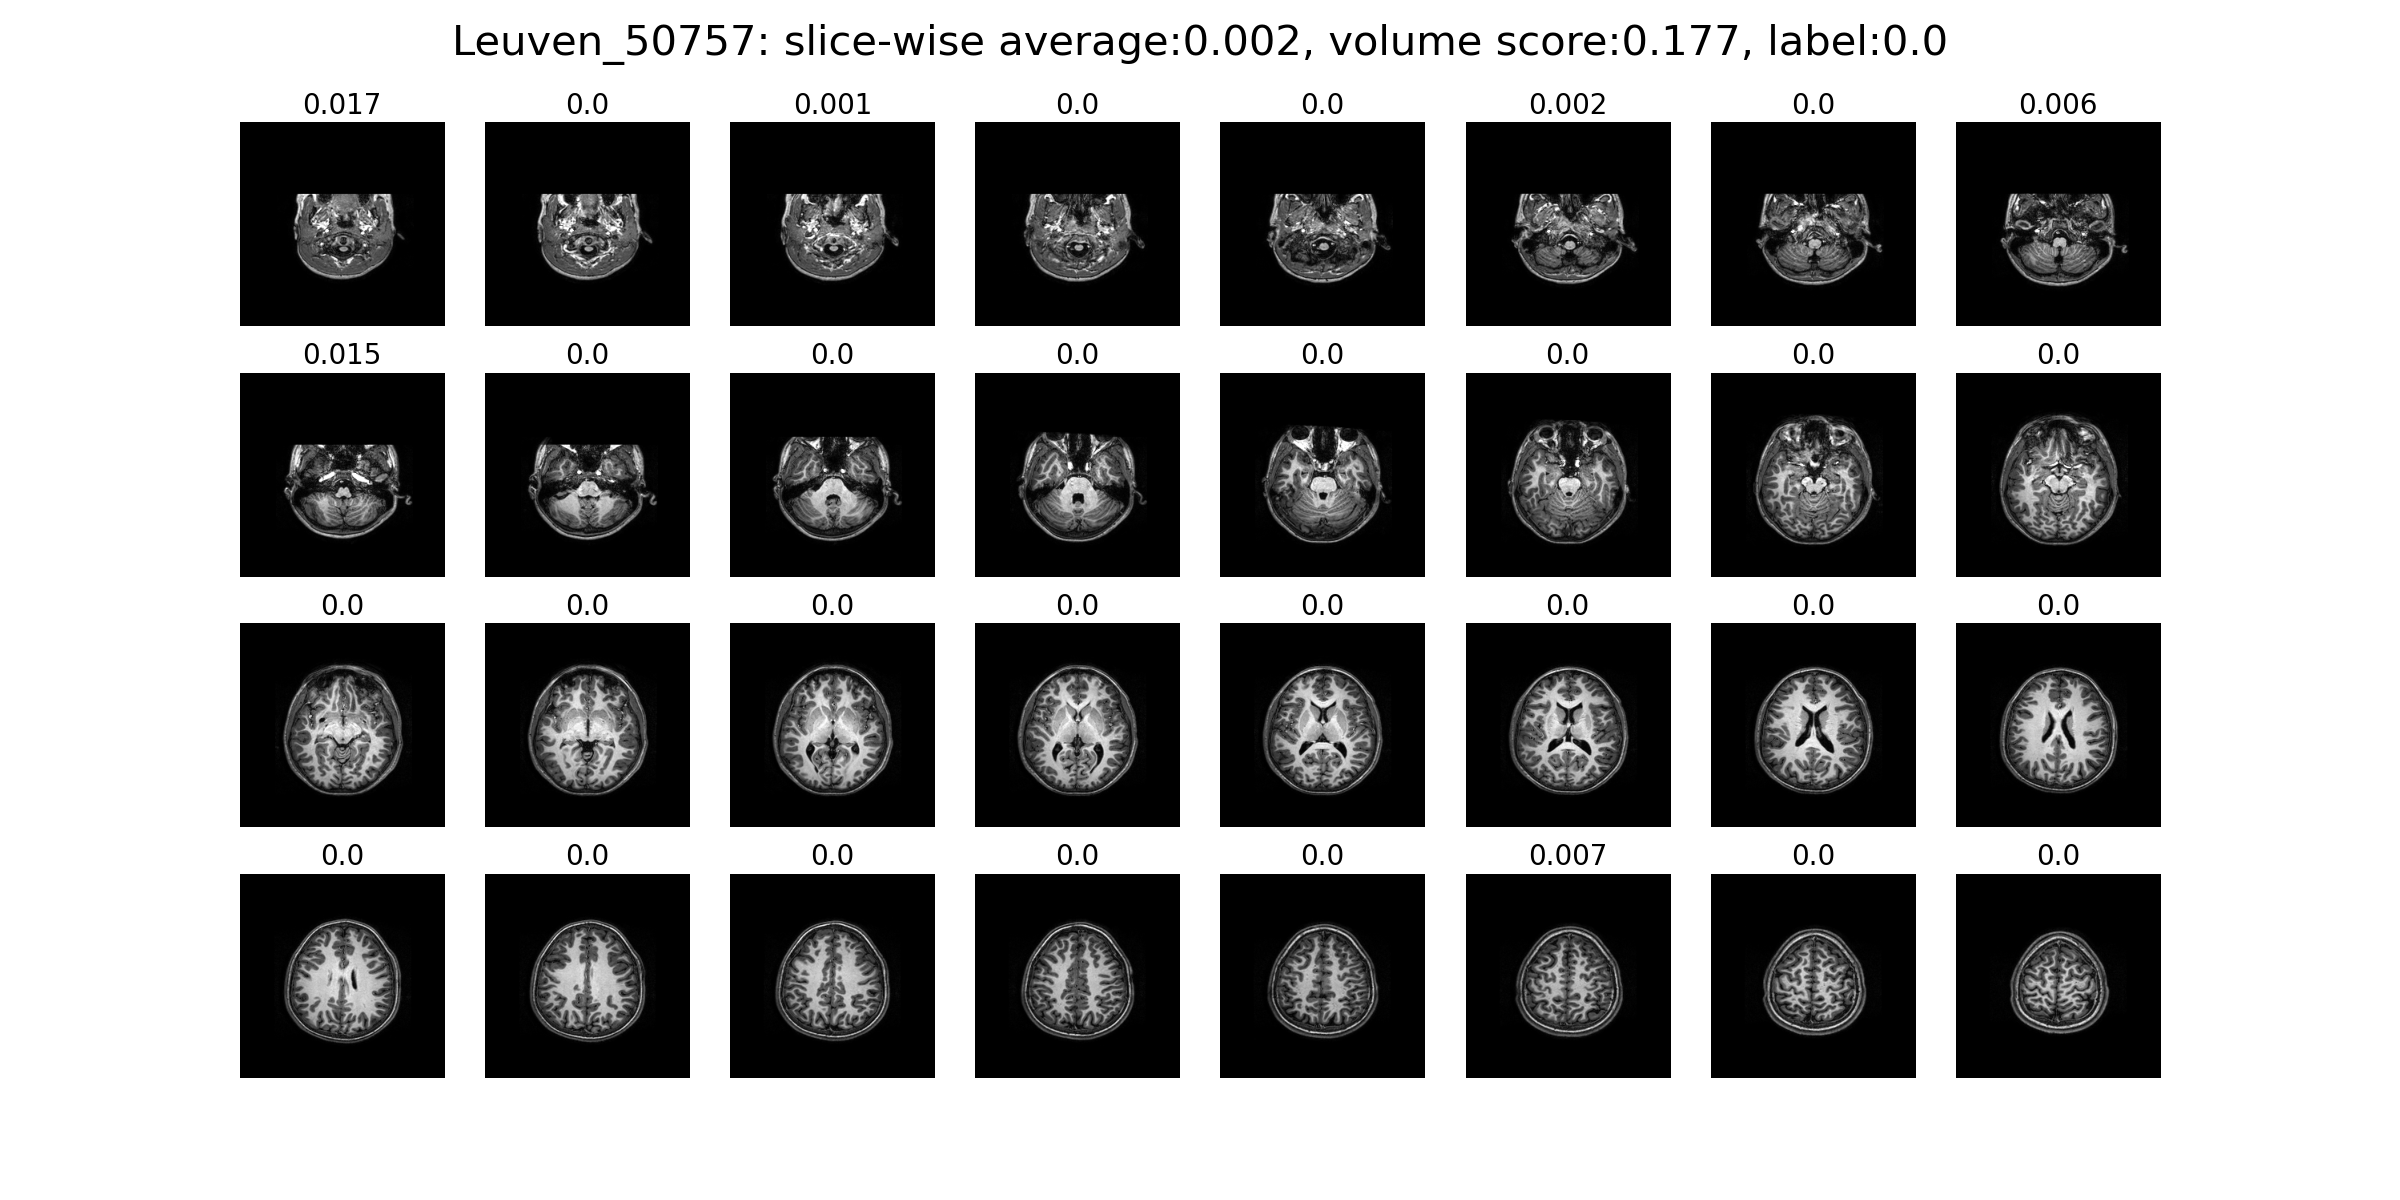 Leuven_50757: slice-wise average:0.002, volume score:0.177, label:0.0
0.017 0.0 0.001 0.0 0.0 0.002 0.0 0.006
0.015 0.0 0.0 0.0 0.0 0.0 0.0 0.0
0.0 0.0 0.0 0.0 0.0 0.0 0.0 0.0
0.0 0.0 0.0 0.0 0.0 0.007 0.0 0.0